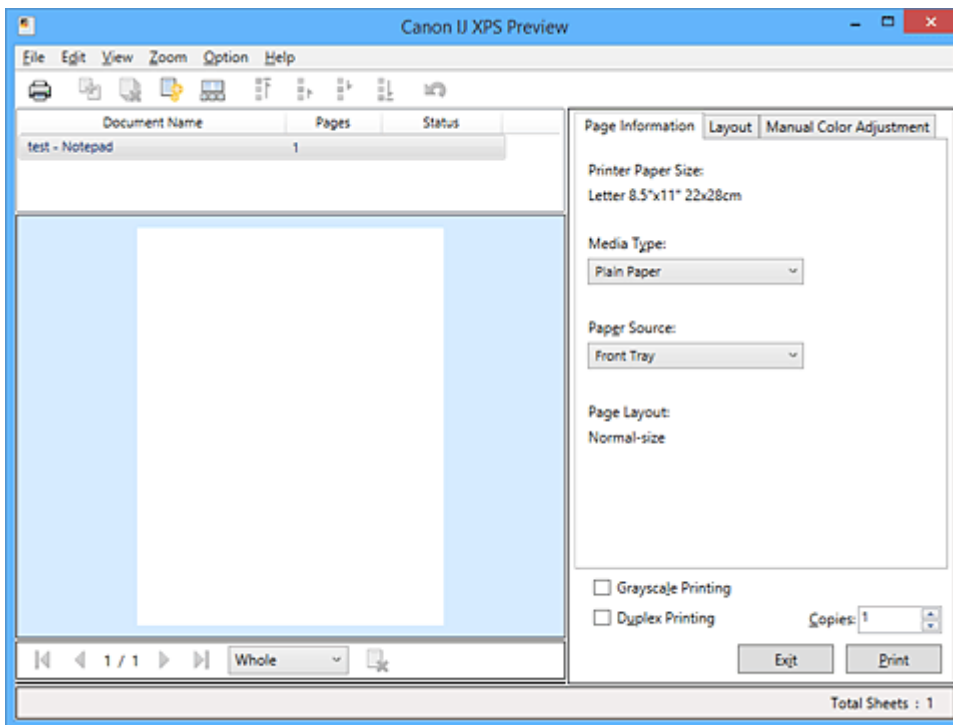 Canon IJ XPS Preview
File Edit View Zoom Option Help
Document Name Pages Status
test - Notepad 1
Page Information Layout Manual Color Adjustment
Printer Paper Size:
Letter 8.5"x11" 22x28cm
Media Type:
Plain Paper
Paper Source:
Front Tray
Page Layout:
Normal-size
Grayscale Printing
Duplex Printing Copies: 1
1 / 1 Whole
Exit Print
Total Sheets : 1